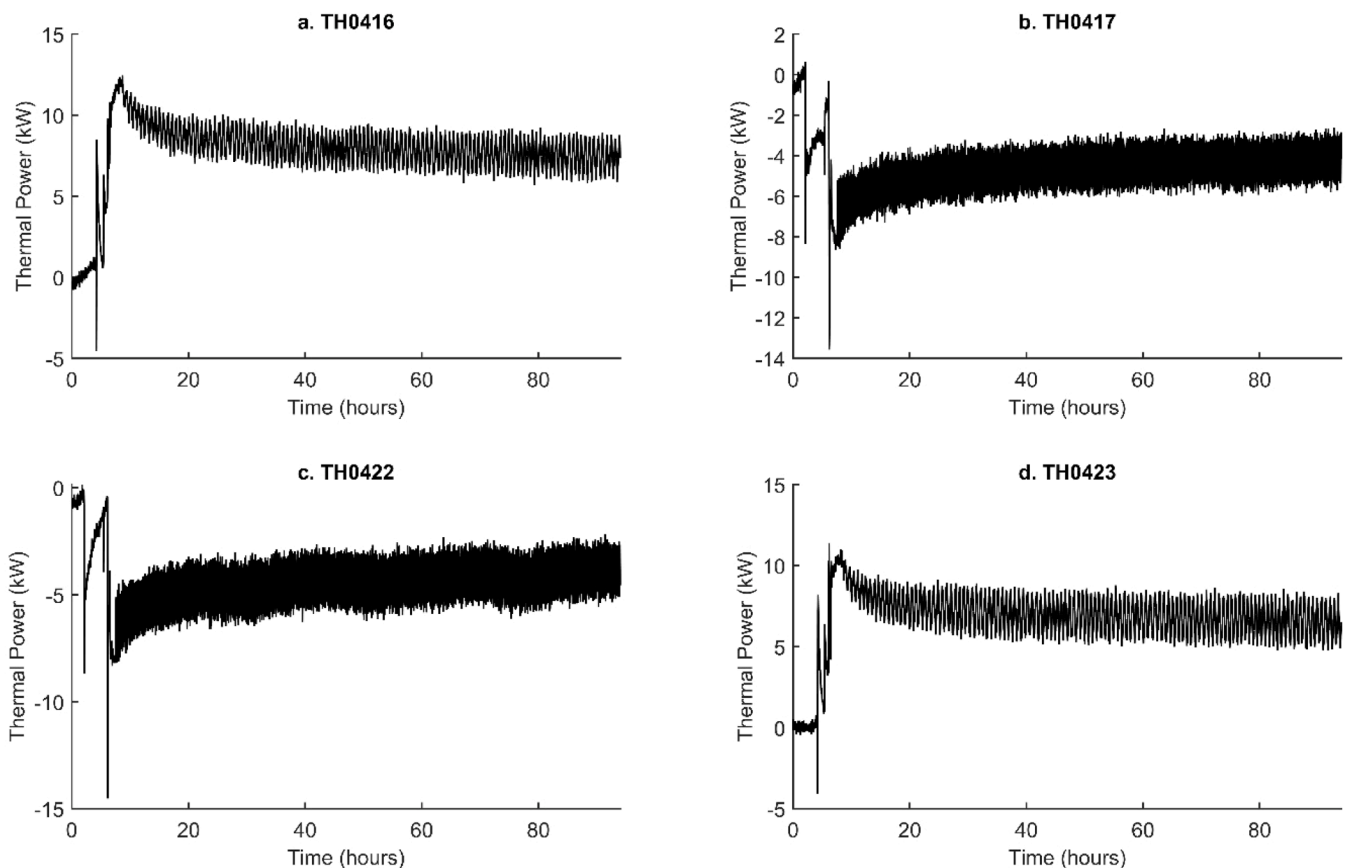 a. TH0416
15
10
5
0
-5
Thermal Power (kW)
0 20 40 60 80
Time (hours)
b. TH0417
2
0
-2
-4
-6
-8
-10
-12
-14
Thermal Power (kW)
0 20 40 60 80
Time (hours)
c. TH0422
0
-5
-10
-15
Thermal Power (kW)
0 20 40 60 80
Time (hours)
d. TH0423
15
10
5
0
-5
Thermal Power (kW)
0 20 40 60 80
Time (hours)